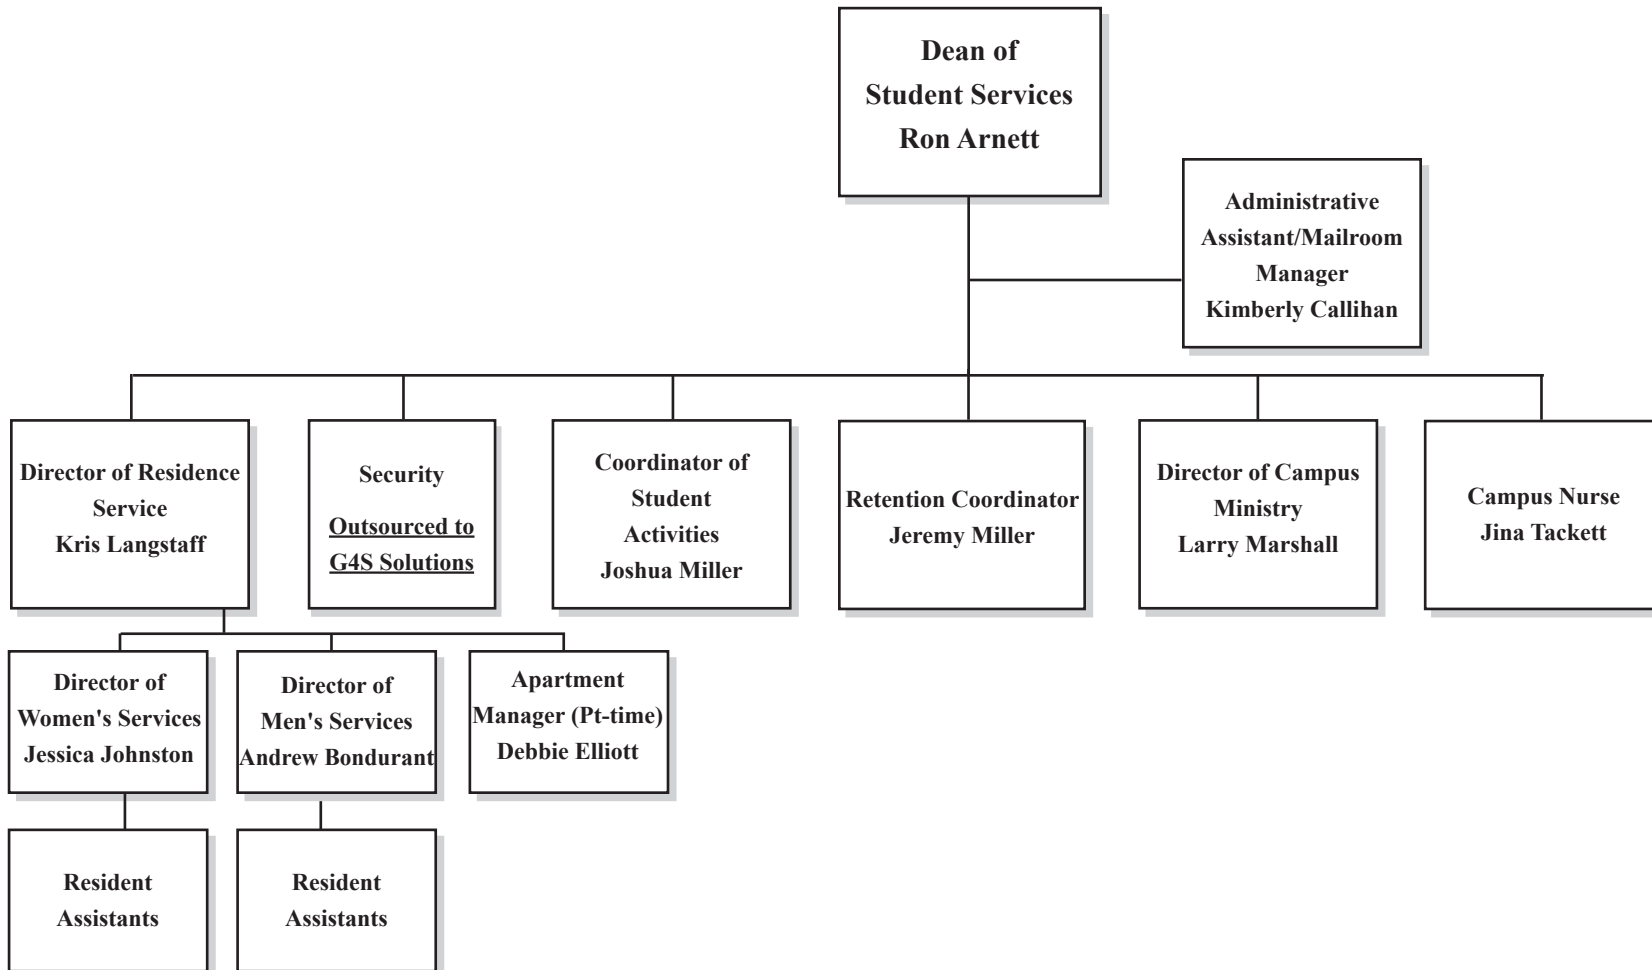 Dean of
Student Services
Ron Arnett
Administrative
Assistant/Mailroom
Manager
Kimberly Callihan
Director of Residence
Service
Kris Langstaff
Security
Outsourced to
G4S Solutions
Coordinator of
Student
Activities
Joshua Miller
Retention Coordinator
Jeremy Miller
Director of Campus
Ministry
Larry Marshall
Campus Nurse
Jina Tackett
Director of
Women's Services
Jessica Johnston
Director of
Men's Services
Andrew Bondurant
Apartment
Manager (Pt-time)
Debbie Elliott
Resident
Assistants
Resident
Assistants